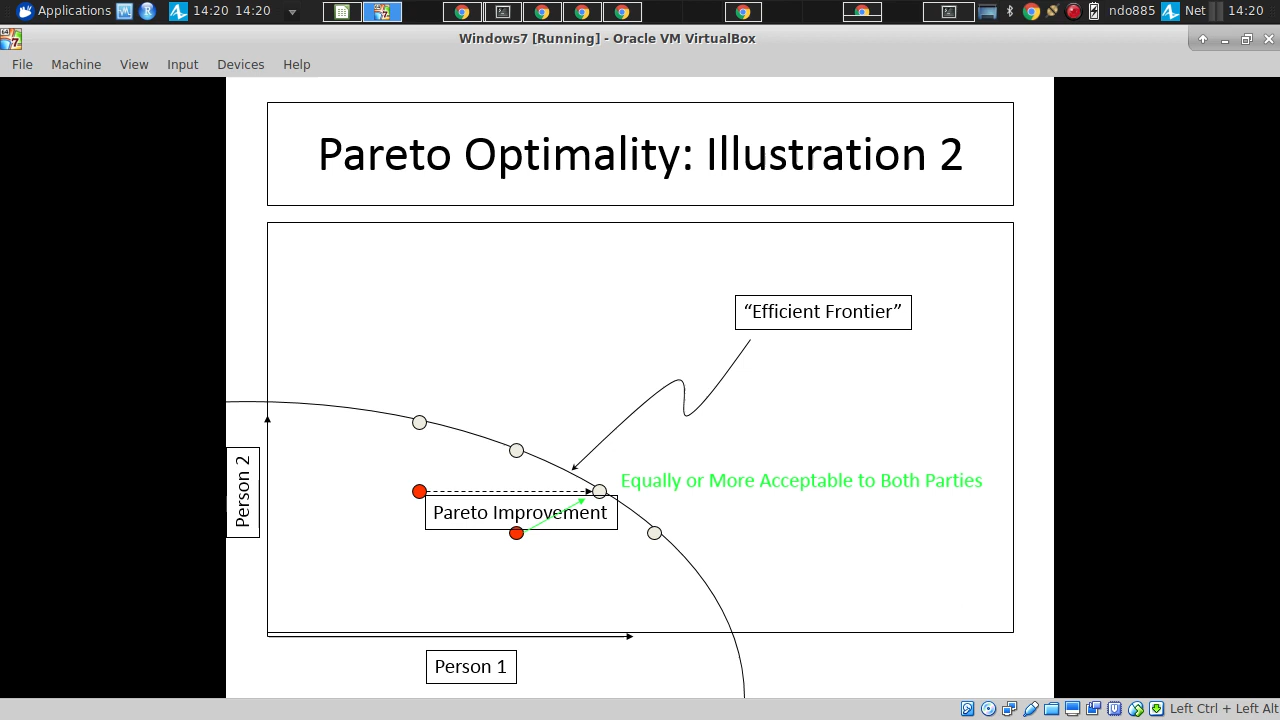 Applications 14:20 14:20 ndo885 Net 14:20
Windows7 [Running] - Oracle VM VirtualBox
File Machine View Input Devices Help
Pareto Optimality: Illustration 2
“Efficient Frontier”
Equally or More Acceptable to Both Parties
Person 2
Pareto Improvement
Person 1
Left Ctrl + Left Alt